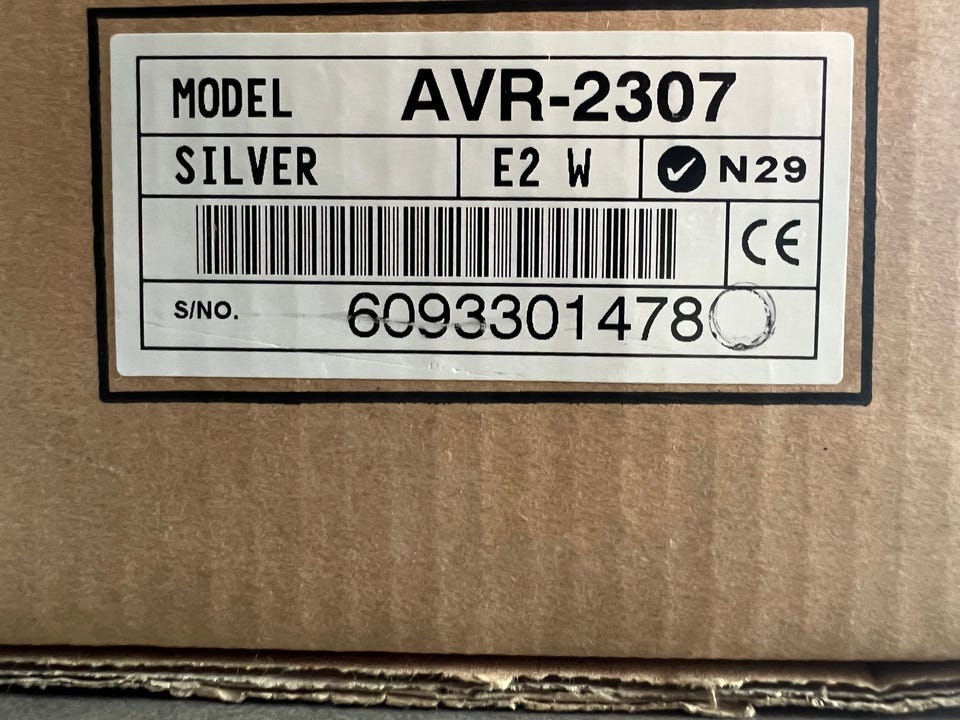 MODEL AVR-2307
SILVER E2 W N29
CE
S/NO. 6093301478